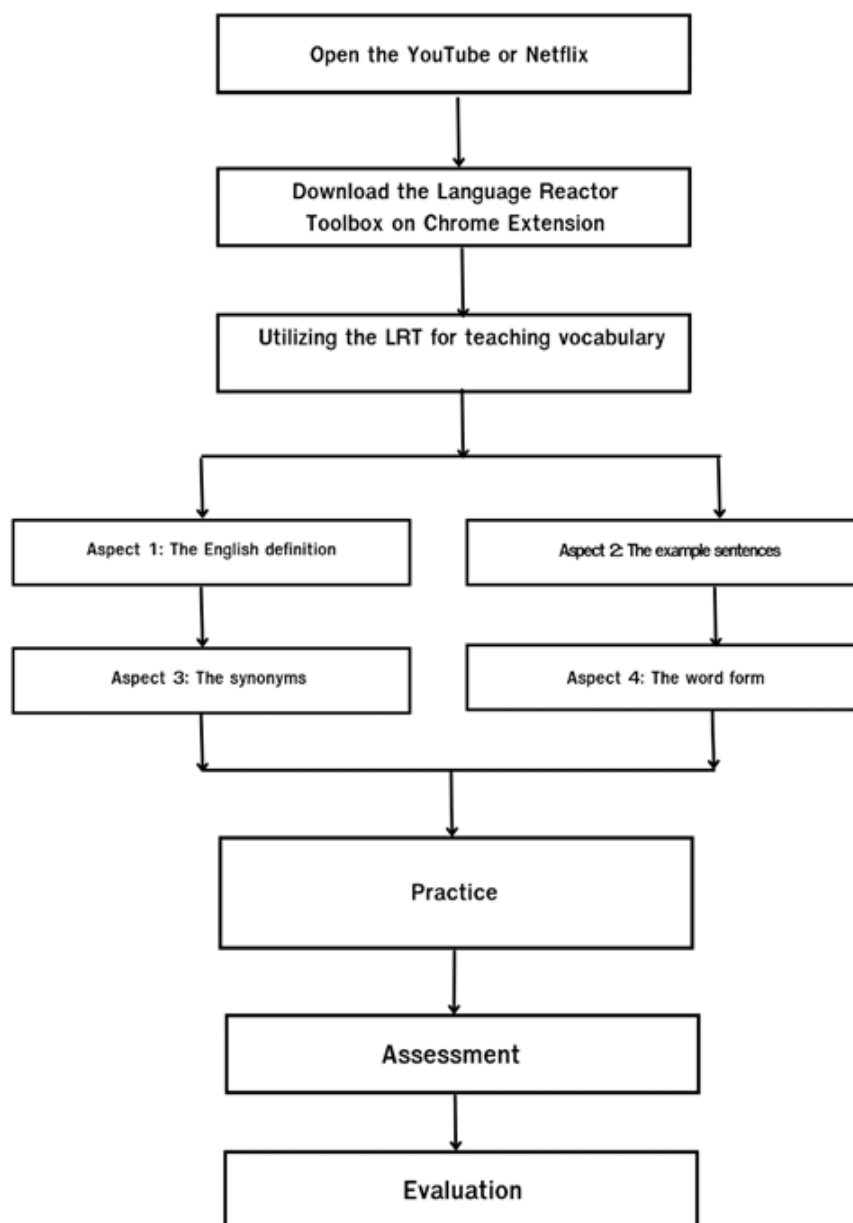 Open the YouTube or Netflix
Download the Language Reactor
Toolbox on Chrome Extension
Utilizing the LRT for teaching vocabulary
Aspect 1: The English definition
Aspect 2: The example sentences
Aspect 3: The synonyms
Aspect 4: The word form
Practice
Assessment
Evaluation